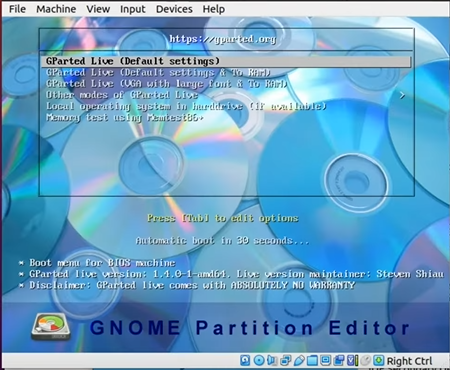 File Machine View Input Devices Help
https://gparted.org
GParted Live (Default settings)
GParted Live (Default settings & To RAM)
GParted Live (VGA with large font & To RAM)
Other modes of GParted Live >
Local operating system in harddrive (if available)
Memory test using Memtest86+
Press [Tab] to edit options
Automatic boot in 30 seconds...
* Boot menu for BIOS machine
* GParted live version: 1.4.0-1-amd64. Live version maintainer: Steven Shiau
* Disclaimer: GParted live comes with ABSOLUTELY NO WARRANTY
GNOME Partition Editor
Right Ctrl